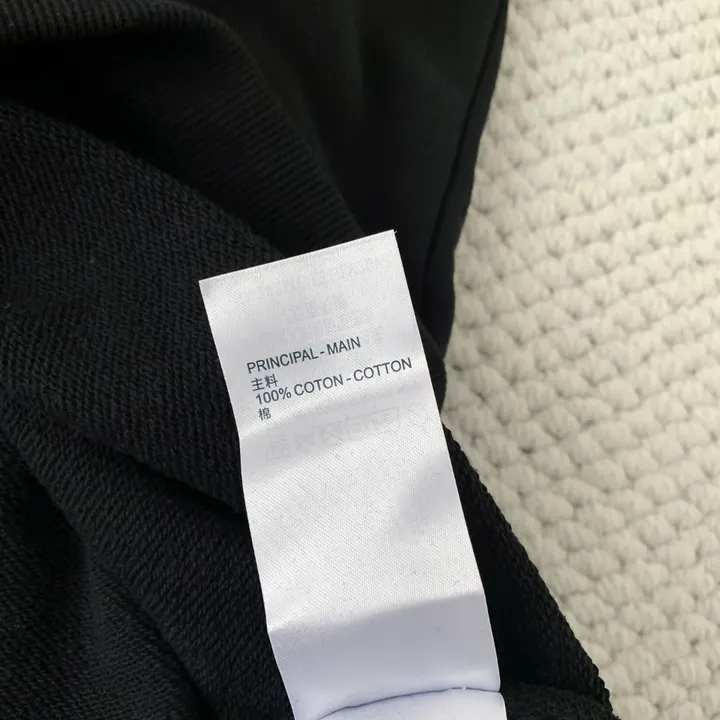 PRINCIPAL - MAIN
主料
100% COTON - COTTON
棉